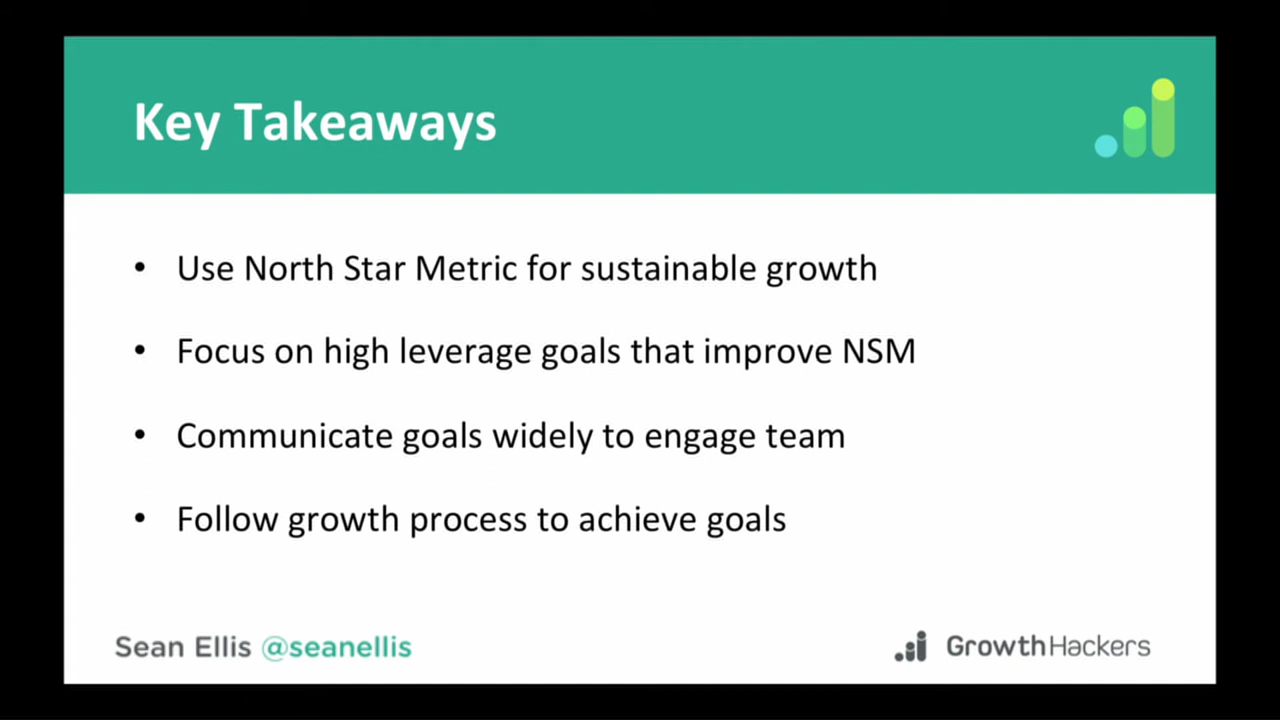 Key Takeaways
• Use North Star Metric for sustainable growth
• Focus on high leverage goals that improve NSM
• Communicate goals widely to engage team
• Follow growth process to achieve goals
Sean Ellis @seanellis
GrowthHackers